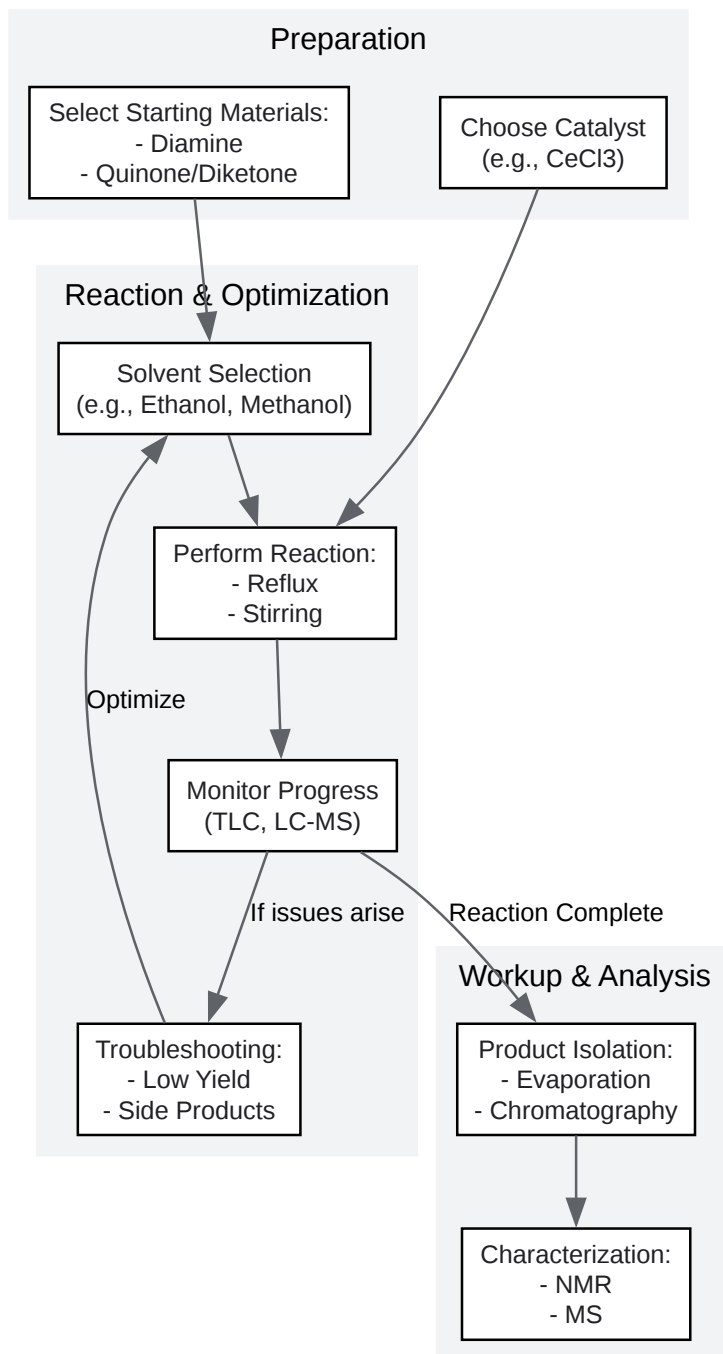 Preparation
Select Starting Materials:
- Diamine
- Quinone/Diketone
Choose Catalyst
(e.g., CeCl3)
Reaction & Optimization
Solvent Selection
(e.g., Ethanol, Methanol)
Perform Reaction:
- Reflux
- Stirring
Optimize
Monitor Progress
(TLC, LC-MS)
If issues arise
Reaction Complete
Workup & Analysis
Troubleshooting:
- Low Yield
- Side Products
Product Isolation:
- Evaporation
- Chromatography
Characterization:
- NMR
- MS